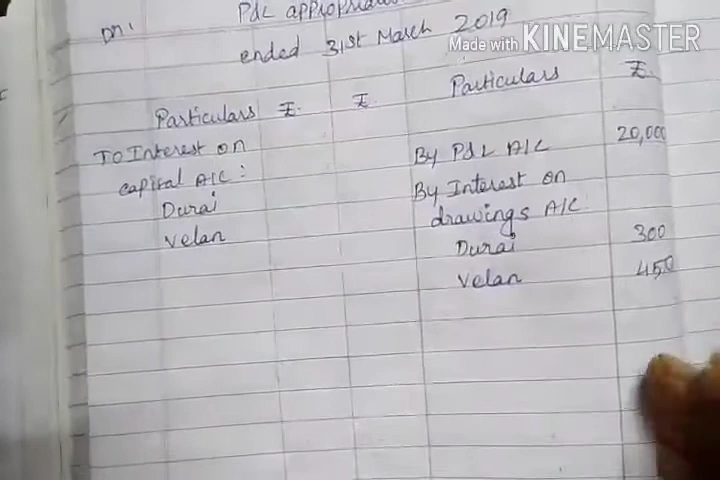 Dr.
P&L appropriation
ended 31st March 2019
Made with KINEMASTER
Particulars ₹. ₹ Particulars ₹.
To Interest on
capital A/C :
Durai
Velan
By P&L A/C 20,000
By Interest on
drawings A/C
Durai 300
Velan 450